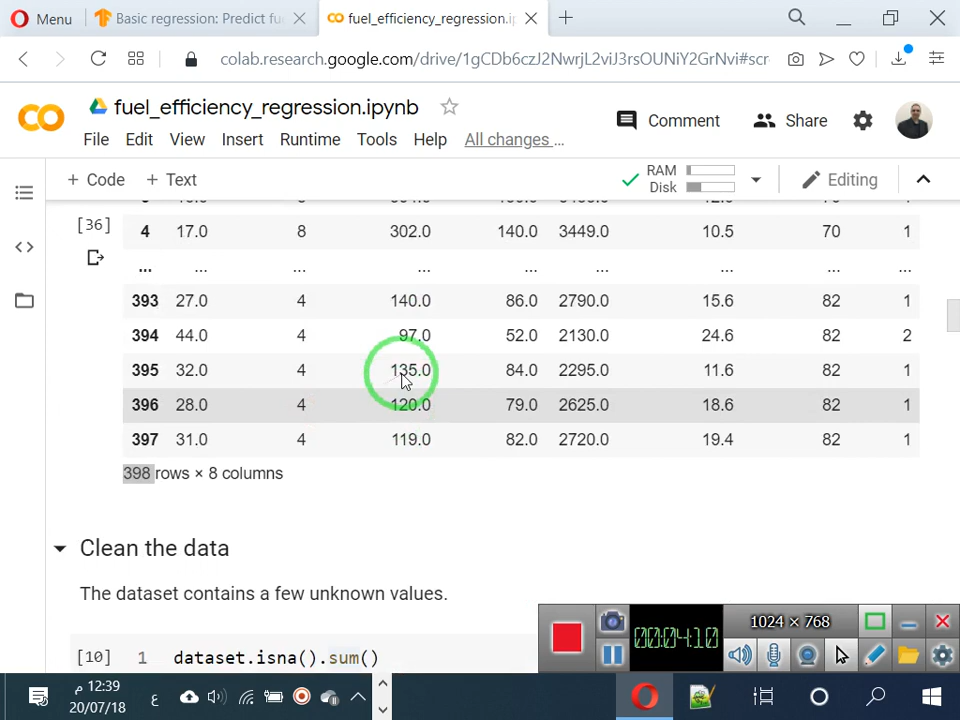 Menu
Basic regression: Predict fu
fuel_efficiency_regression.ip
colab.research.google.com/drive/1gCDb6czJ2NwrjL2viJ3rsOUNiY2GrNvi#scr
fuel_efficiency_regression.ipynb
Comment
Share
File Edit View Insert Runtime Tools Help All changes …
+ Code + Text
RAM
Disk
Editing
[36]
4 17.0 8 302.0 140.0 3449.0 10.5 70 1
... ... ... ... ... ... ... ... ...
393 27.0 4 140.0 86.0 2790.0 15.6 82 1
394 44.0 4 97.0 52.0 2130.0 24.6 82 2
395 32.0 4 135.0 84.0 2295.0 11.6 82 1
396 28.0 4 120.0 79.0 2625.0 18.6 82 1
397 31.0 4 119.0 82.0 2720.0 19.4 82 1
398 rows × 8 columns
Clean the data
The dataset contains a few unknown values.
[10] 1 dataset.isna().sum()
00:04:10
1024 × 768
12:39 م
20/07/18
ع